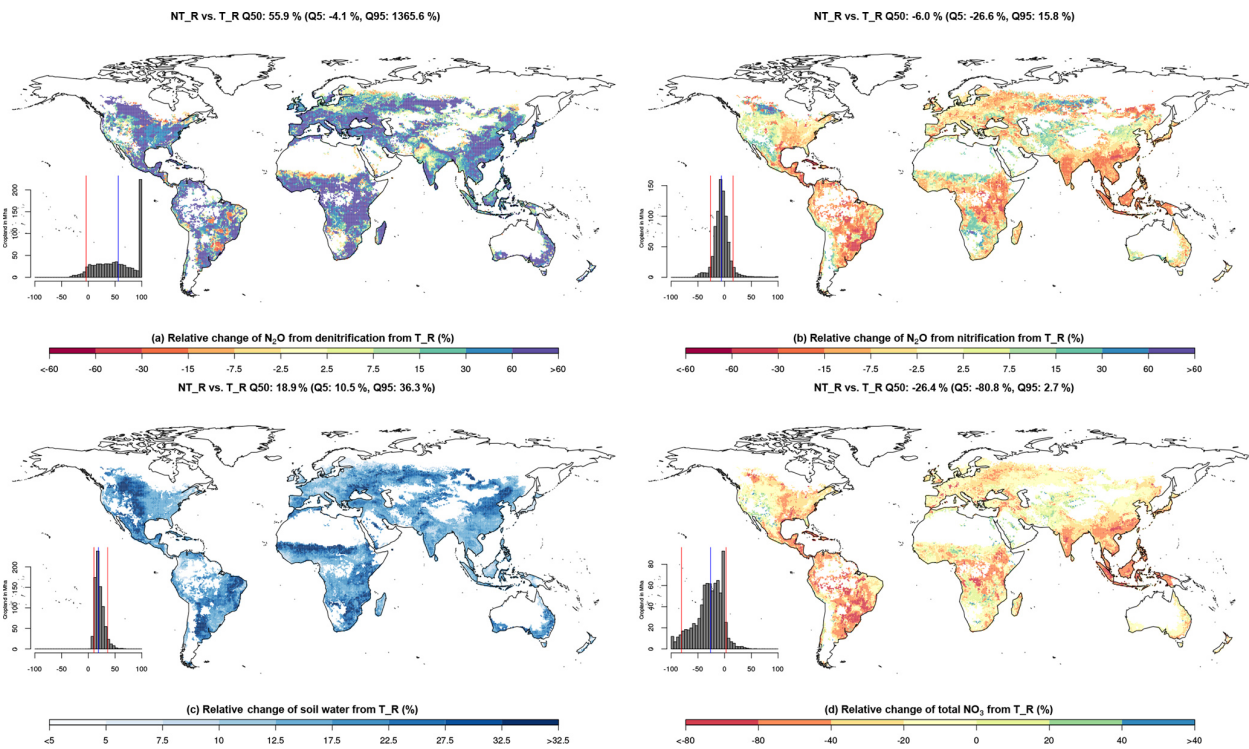 NT_R vs. T_R Q50: 55.9 % (Q5: -4.1 %, Q95: 1365.6 %)
NT_R vs. T_R Q50: -6.0 % (Q5: -26.6 %, Q95: 15.8 %)
Cropland in Mha
0 50 100 150 200
-100 -50 0 50 100
Cropland in Mha
0 50 100 150
-100 -50 0 50 100
(a) Relative change of N₂O from denitrification from T_R (%)
<-60 -60 -30 -15 -7.5 -2.5 2.5 7.5 15 30 60 >60
(b) Relative change of N₂O from nitrification from T_R (%)
<-60 -60 -30 -15 -7.5 -2.5 2.5 7.5 15 30 60 >60
NT_R vs. T_R Q50: 18.9 % (Q5: 10.5 %, Q95: 36.3 %)
NT_R vs. T_R Q50: -26.4 % (Q5: -80.8 %, Q95: 2.7 %)
Cropland in Mha
0 50 100 150 200
-100 -50 0 50 100
Cropland in Mha
0 20 40 60 80
-100 -50 0 50 100
(c) Relative change of soil water from T_R (%)
<5 5 7.5 10 12.5 17.5 22.5 27.5 32.5 >32.5
(d) Relative change of total NO₃ from T_R (%)
<-80 -80 -40 -20 0 20 40 >40